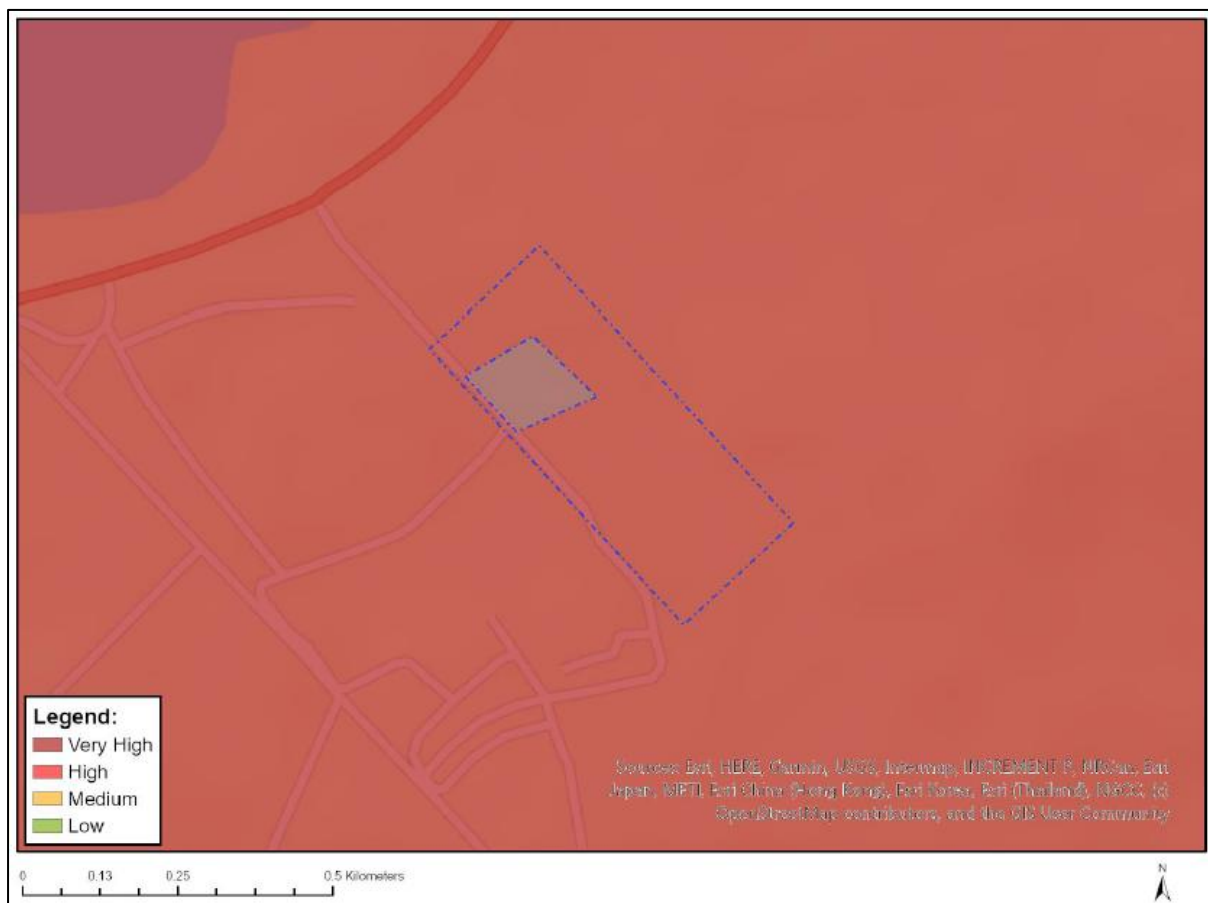 Legend:
Very High
High
Medium
Low
Sources: Esri, HERE, Garmin, USGS, Intermap, INCREMENT P, NRCan, Esri
Japan, METI, Esri China (Hong Kong), Esri Korea, Esri (Thailand), NGCC, (c)
OpenStreetMap contributors, and the GIS User Community
0 0.13 0.25 0.5 Kilometers
N